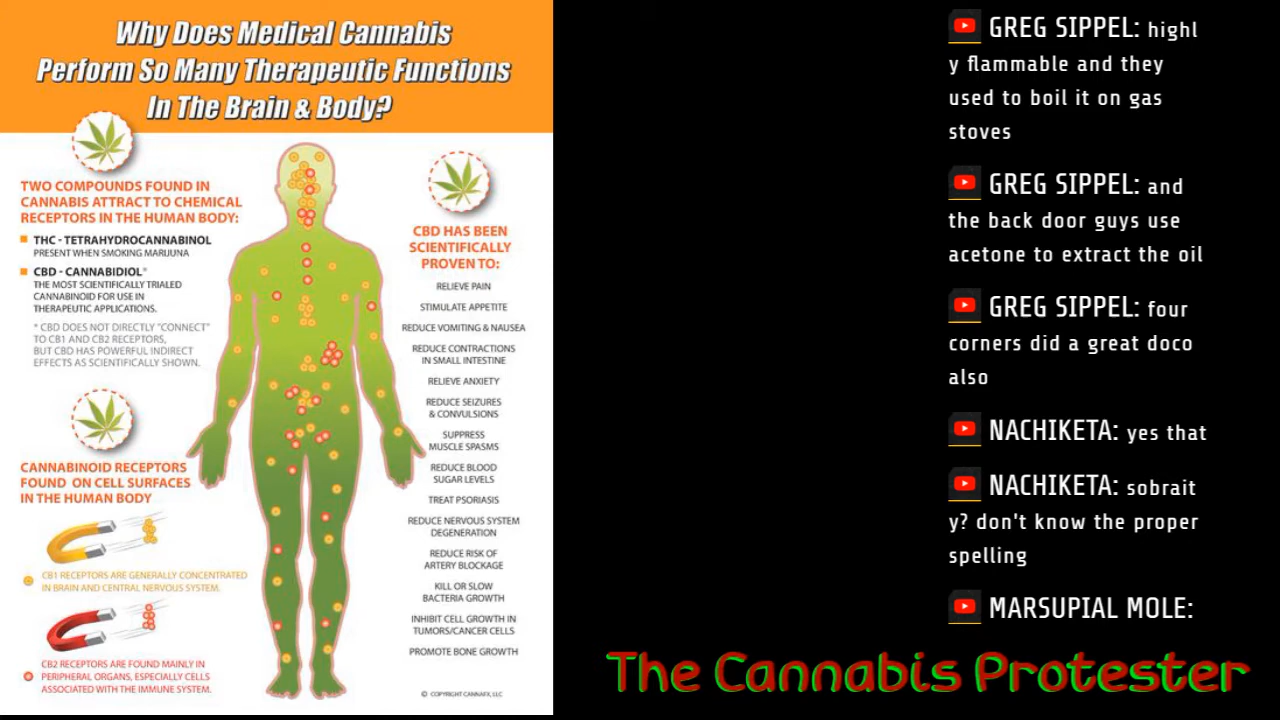 Why Does Medical Cannabis
Perform So Many Therapeutic Functions
In The Brain & Body?
TWO COMPOUNDS FOUND IN
CANNABIS ATTRACT TO CHEMICAL
RECEPTORS IN THE HUMAN BODY:
THC - TETRAHYDROCANNABINOL
PRESENT WHEN SMOKING MARIJUNA
CBD - CANNABIDIOL*
THE MOST SCIENTIFICALLY TRIALED
CANNABINOID FOR USE IN
THERAPEUTIC APPLICATIONS.
* CBD DOES NOT DIRECTLY "CONNECT"
TO CB1 AND CB2 RECEPTORS,
BUT CBD HAS POWERFUL INDIRECT
EFFECTS AS SCIENTIFICALLY SHOWN.
CANNABINOID RECEPTORS
FOUND ON CELL SURFACES
IN THE HUMAN BODY
CB1 RECEPTORS ARE GENERALLY CONCENTRATED
IN BRAIN AND CENTRAL NERVOUS SYSTEM.
CB2 RECEPTORS ARE FOUND MAINLY IN
PERIPHERAL ORGANS, ESPECIALLY CELLS
ASSOCIATED WITH THE IMMUNE SYSTEM.
CBD HAS BEEN
SCIENTIFICALLY
PROVEN TO:
RELIEVE PAIN
STIMULATE APPETITE
REDUCE VOMITING & NAUSEA
REDUCE CONTRACTIONS
IN SMALL INTESTINE
RELIEVE ANXIETY
REDUCE SEIZURES
& CONVULSIONS
SUPPRESS
MUSCLE SPASMS
REDUCE BLOOD
SUGAR LEVELS
TREAT PSORIASIS
REDUCE NERVOUS SYSTEM
DEGENERATION
REDUCE RISK OF
ARTERY BLOCKAGE
KILL OR SLOW
BACTERIA GROWTH
INHIBIT CELL GROWTH IN
TUMORS/CANCER CELLS
PROMOTE BONE GROWTH
© COPYRIGHT CANNAFX, LLC
GREG SIPPEL: highl
y flammable and they
used to boil it on gas
stoves
GREG SIPPEL: and
the back door guys use
acetone to extract the oil
GREG SIPPEL: four
corners did a great doco
also
NACHIKETA: yes that
NACHIKETA: sobrait
y? don't know the proper
spelling
MARSUPIAL MOLE:
The Cannabis Protester